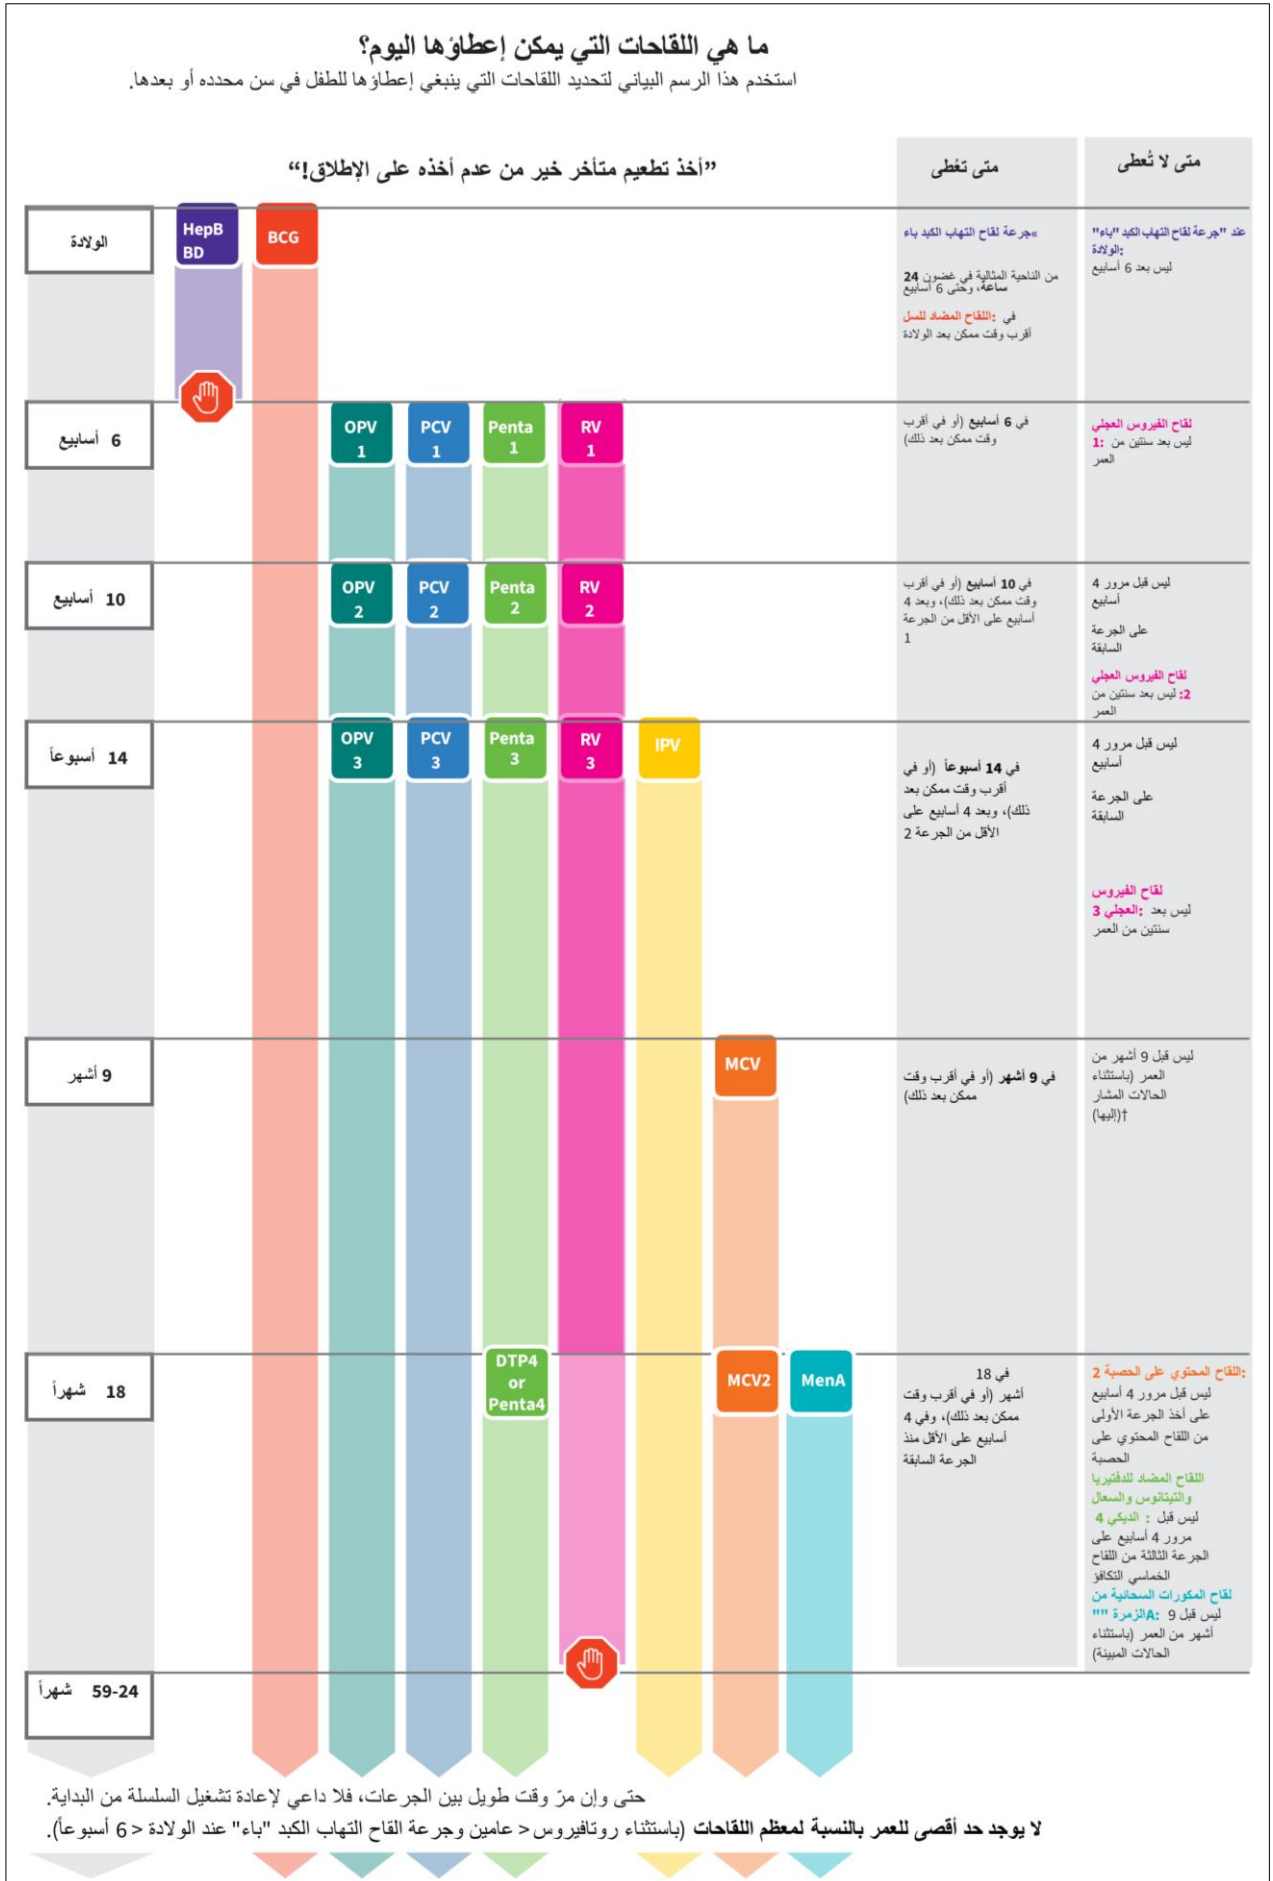 ما هي اللقاحات التي يمكن إعطاؤها اليوم؟
استخدم هذا الرسم البياني لتحديد اللقاحات التي ينبغي إعطاؤها للطفل في سن محدده أو بعدها.
متى لا تُعطى
متى تعُطى
”أخذ تطعيم متأخر خير من عدم أخذه على الإطلاق!“
الولادة
HepB
BD
BCG
»جرعة لقاح التهاب الكبد باء
من الناحية المثالية في غضون 24
ساعة، وحتى 6 أسابيع
في :اللقاح المضاد للسل
أقرب وقت ممكن بعد الولادة
عند "جرعة لقاح التهاب الكبد "باء"
:الولادة
ليس بعد 6 أسابيع
6 أسابيع
OPV
1
PCV
1
Penta
1
RV
1
في 6 أسابيع (أو في أقرب
وقت ممكن بعد ذلك)
لقاح الفيروس العجلي
ليس بعد سنتين من :1
العمر
10 أسابيع
OPV
2
PCV
2
Penta
2
RV
2
في 10 أسابيع (أو في أقرب
وقت ممكن بعد ذلك)، وبعد 4
أسابيع على الأقل من الجرعة
1
ليس قبل مرور 4
أسابيع
على الجرعة
السابقة
لقاح الفيروس العجلي
2: ليس بعد سنتين من
العمر
14 أسبوعاً
OPV
3
PCV
3
Penta
3
RV
3
IPV
في 14 أسبوعاً (أو في
أقرب وقت ممكن بعد
ذلك)، وبعد 4 أسابيع على
الأقل من الجرعة 2
ليس قبل مرور 4
أسابيع
على الجرعة
السابقة
لقاح الفيروس
ليس بعد :العجلي 3
سنتين من العمر
9 أشهر
MCV
في 9 أشهر (أو في أقرب وقت
ممكن بعد ذلك)
ليس قبل 9 أشهر من
العمر (باستثناء
الحالات المشار
†(إليها)
18 شهراً
DTP4
or
Penta4
MCV2
MenA
في 18
أشهر (أو في أقرب وقت
ممكن بعد ذلك)، وفي 4
أسابيع على الأقل منذ
الجرعة السابقة
:اللقاح المحتوي على الحصبة 2
ليس قبل مرور 4 أسابيع
على أخذ الجرعة الأولى
من اللقاح المحتوي على
الحصبة
اللقاح المضاد للدفتيريا
والتيتانوس والسعال
ليس قبل : الديكي 4
مرور 4 أسابيع على
الجرعة الثالثة من اللقاح
الخماسي التكافؤ
لقاح المكورات السحائية من
ليس قبل 9 :Aالزمرة ""
أشهر من العمر (باستثناء
الحالات المبينة)
59-24 شهراً
حتى وإن مرّ وقت طويل بين الجرعات، فلا داعي لإعادة تشغيل السلسلة من البداية.
لا يوجد حد أقصى للعمر بالنسبة لمعظم اللقاحات (باستثناء روتافيروس< عامين وجرعة القاح التهاب الكبد "باء" عند الولادة < 6 أسبوعاً).